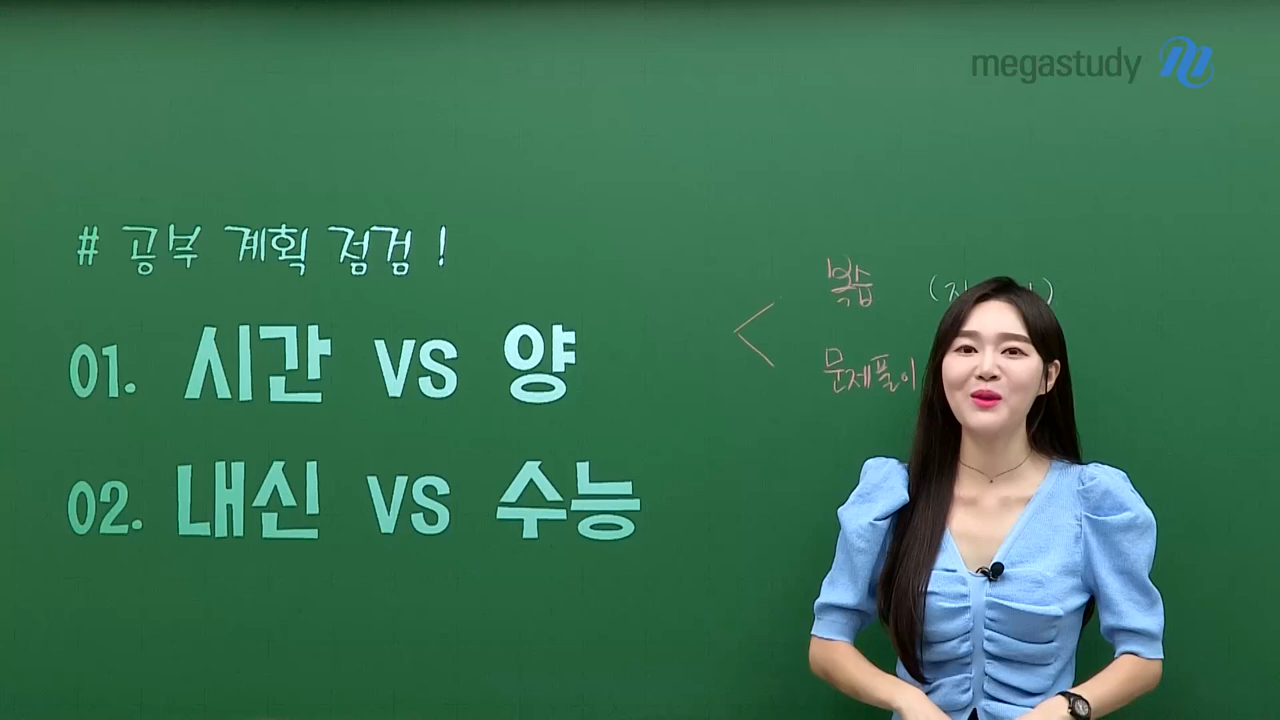 megastudy
# 공부 계획 점검 !
01. 시간 VS 양
02. 내신 VS 수능
복습
문제풀이